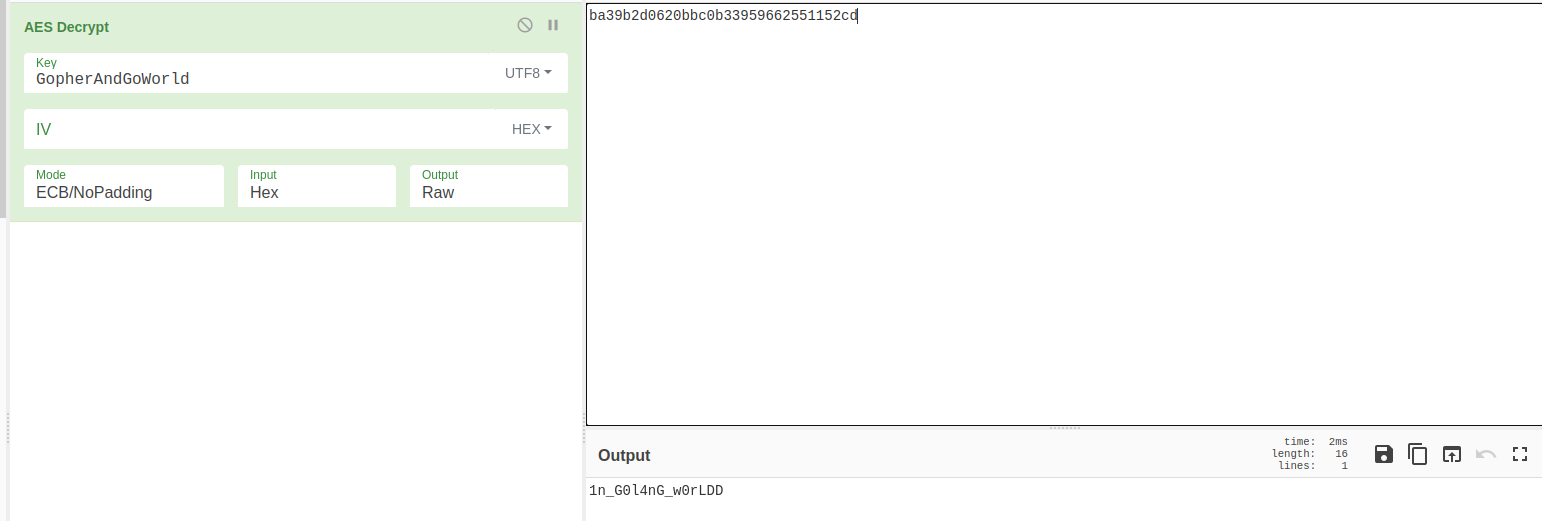 AES Decrypt
Key
GopherAndGoWorld
UTF8
IV
HEX
Mode
ECB/NoPadding
Input
Hex
Output
Raw
ba39b2d0620bbc0b33959662551152cd
Output
time: 2ms
length: 16
lines: 1
1n_G0l4nG_w0rLDD